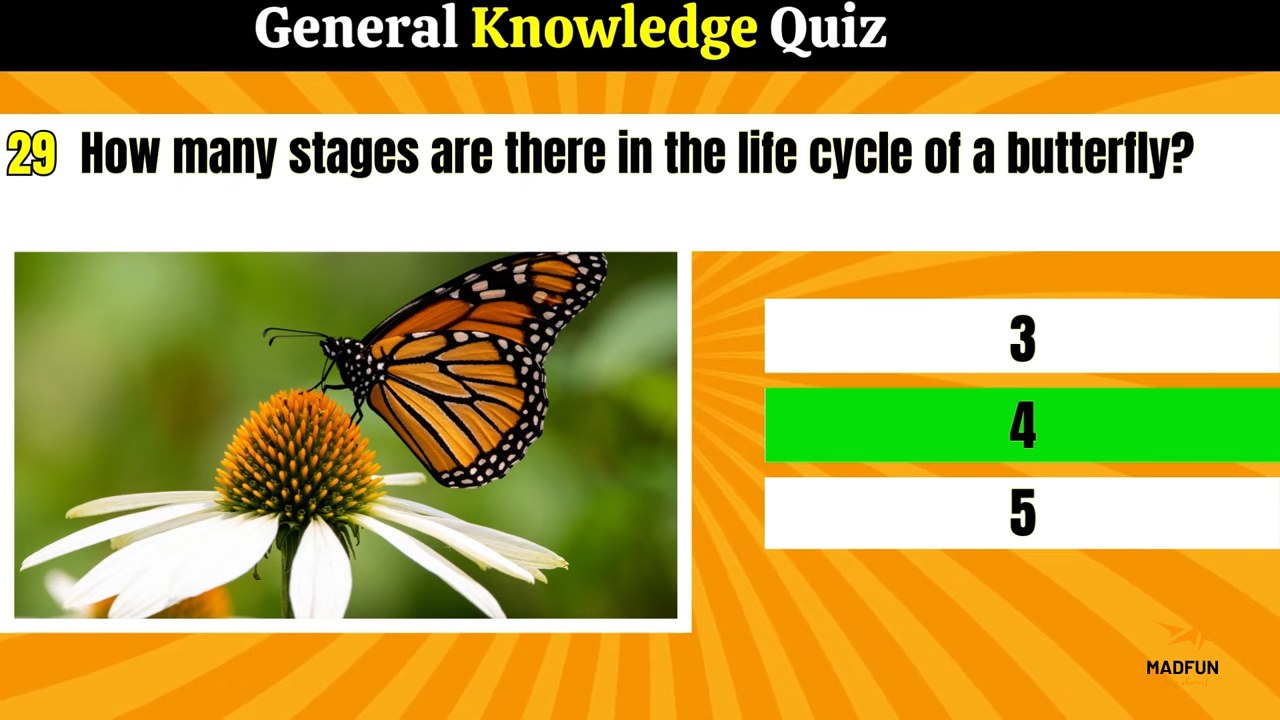 General Knowledge Quiz
29 How many stages are there in the life cycle of a butterfly?
3
4
5
MADFUN